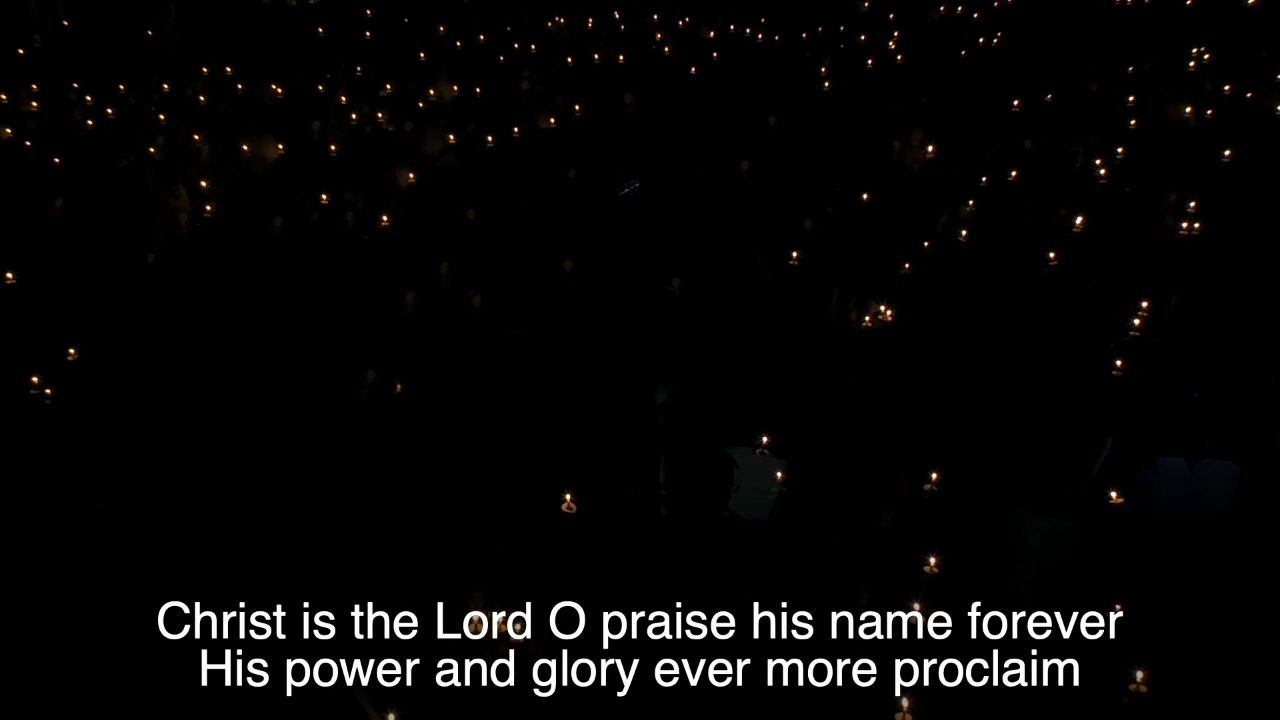 Christ is the Lord O praise his name forever
His power and glory ever more proclaim